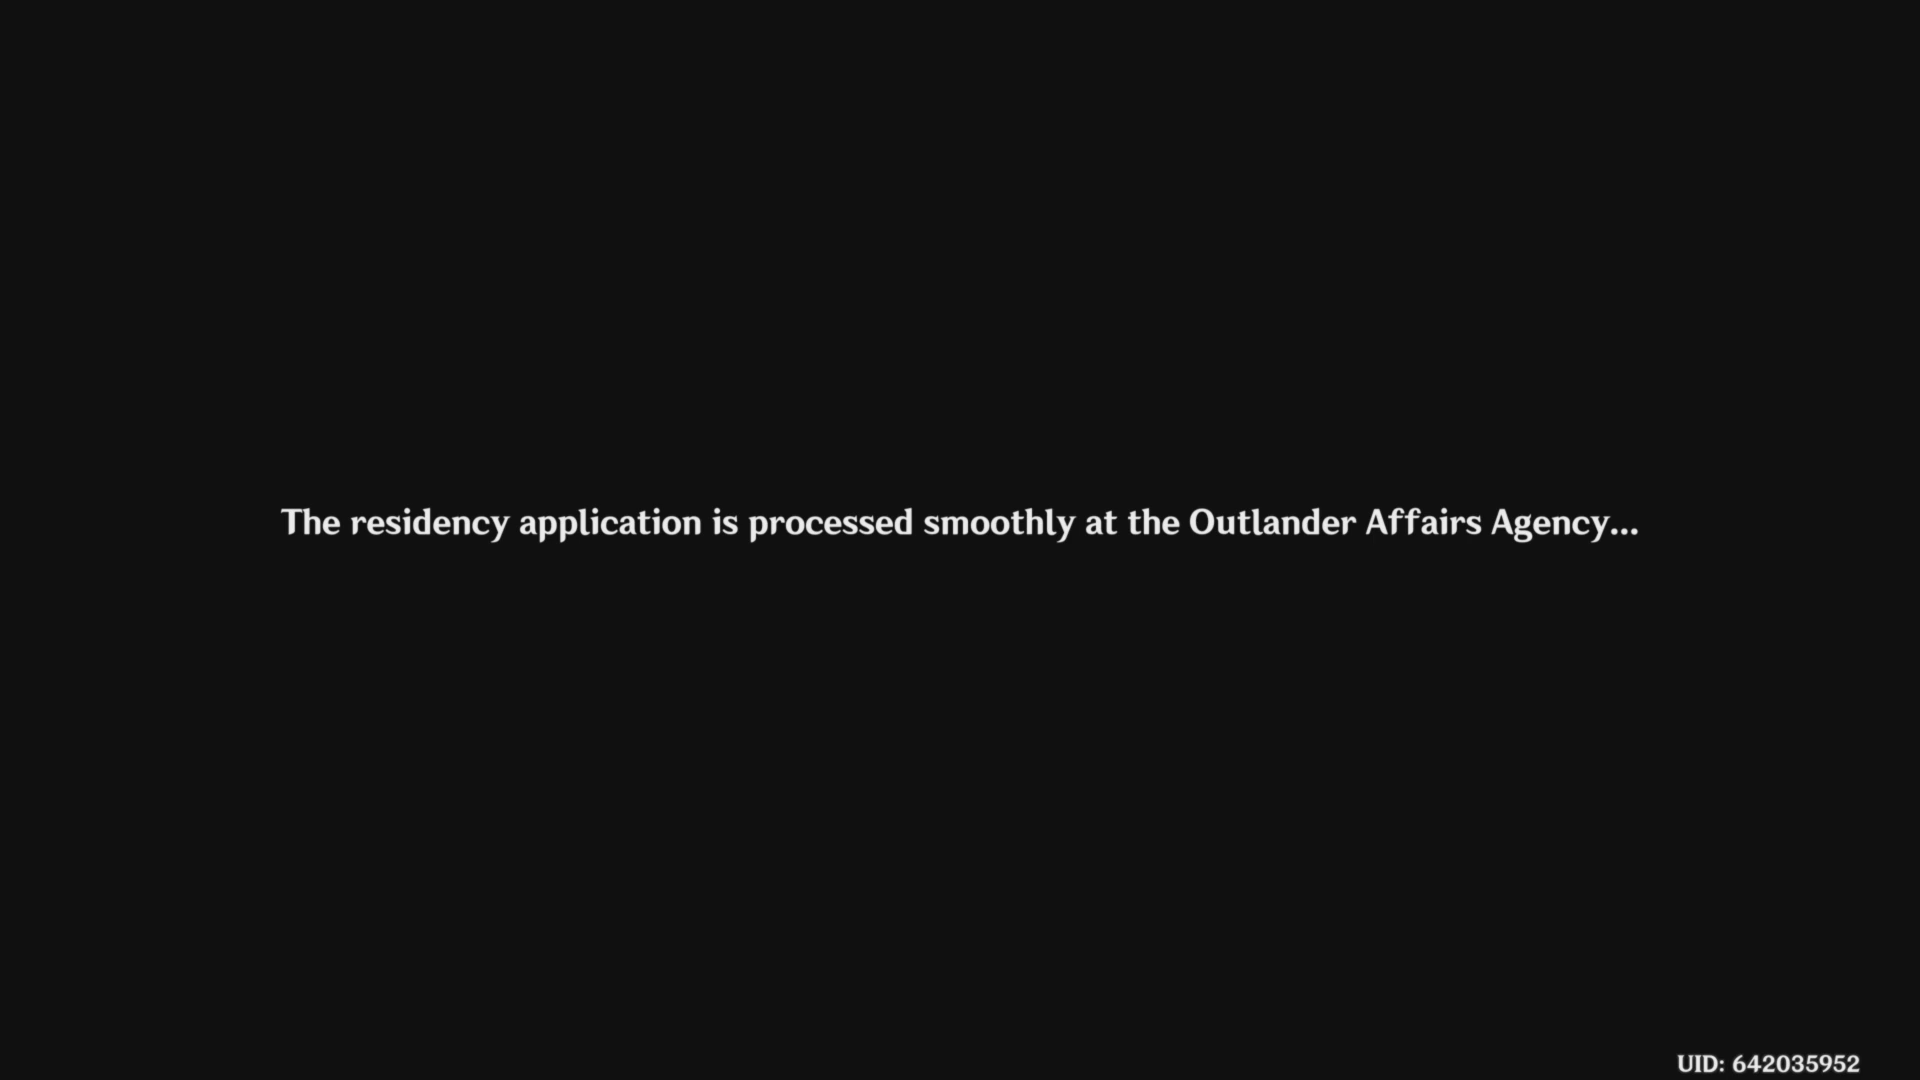 The residency application is processed smoothly at the Outlander Affairs Agency...
UID: 642035952